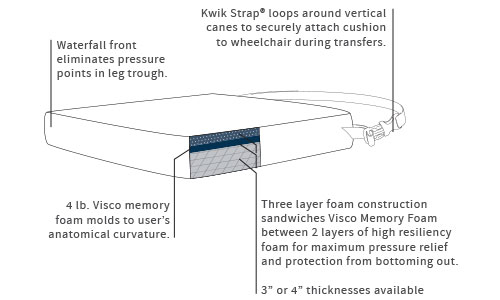 Kwik Strap® loops around vertical
canes to securely attach cushion
to wheelchair during transfers.
Waterfall front
eliminates pressure
points in leg trough.
4 lb. Visco memory
foam molds to user’s
anatomical curvature.
Three layer foam construction
sandwiches Visco Memory Foam
between 2 layers of high resiliency
foam for maximum pressure relief
and protection from bottoming out.
3” or 4” thicknesses available